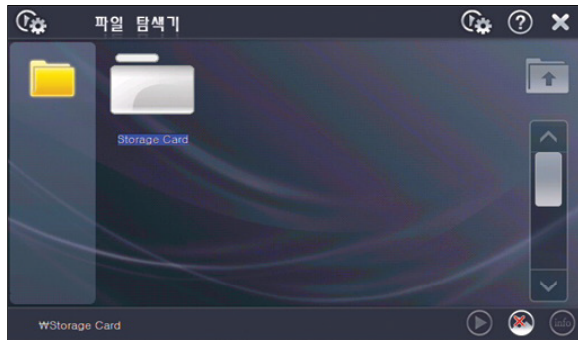 파일 탐색기
?
Storage Card
₩Storage Card
info